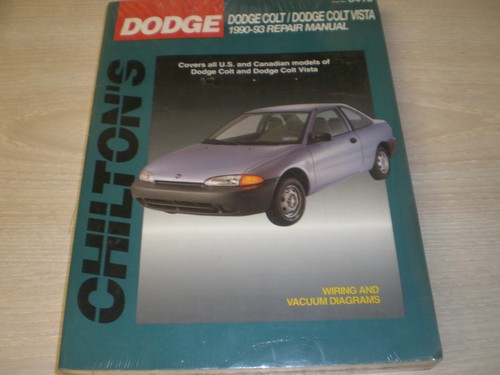 DODGE
DODGE COLT / DODGE COLT VISTA
1990-93 REPAIR MANUAL
Covers all U.S. and Canadian models of
Dodge Colt and Dodge Colt Vista
CHILTON'S
WIRING AND
VACUUM DIAGRAMS